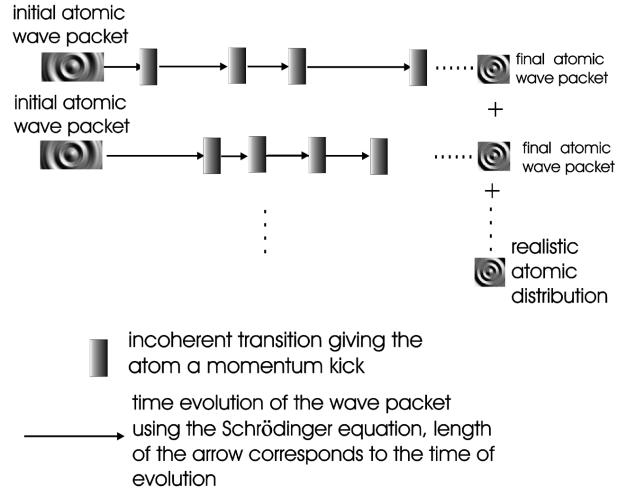 initial atomic
wave packet
final atomic
wave packet
+
initial atomic
wave packet
final atomic
wave packet
+
realistic
atomic
distribution
incoherent transition giving the
atom a momentum kick
time evolution of the wave packet
using the Schrödinger equation, length
of the arrow corresponds to the time of
evolution